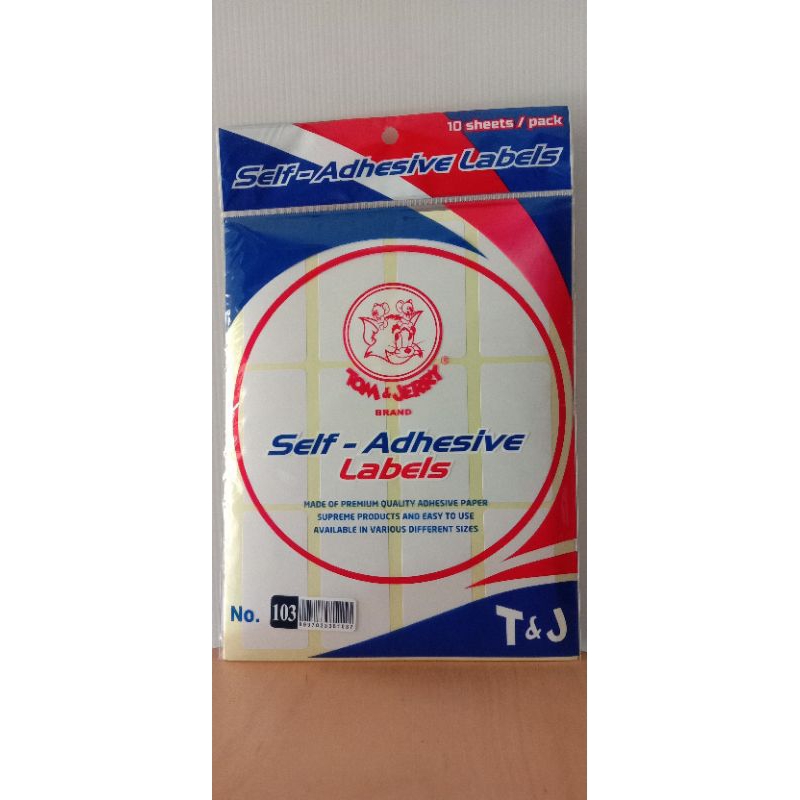 10 sheets / pack
Self-Adhesive Labels
TOM & JERRY®
BRAND
Self - Adhesive
Labels
MADE OF PREMIUM QUALITY ADHESIVE PAPER
SUPREME PRODUCTS AND EASY TO USE
AVAILABLE IN VARIOUS DIFFERENT SIZES
No. 103
T & J